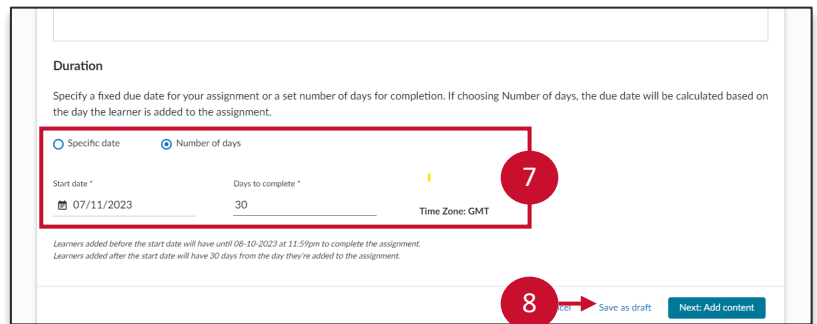 Duration
Specify a fixed due date for your assignment or a set number of days for completion. If choosing Number of days, the due date will be calculated based on
the day the learner is added to the assignment.
Specific date Number of days
7
Start date * Days to complete *
07/11/2023 30 Time Zone: GMT
Learners added before the start date will have until 08-10-2023 at 11:59pm to complete the assignment.
Learners added after the start date will have 30 days from the day they're added to the assignment.
8 Save as draft Next: Add content